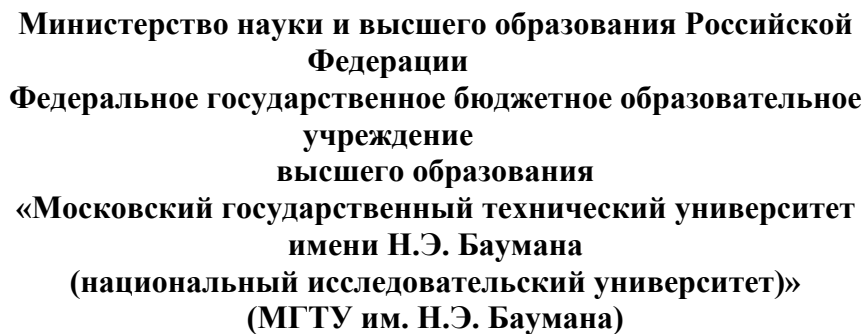 Министерство науки и высшего образования Российской
Федерации
Федеральное государственное бюджетное образовательное
учреждение
высшего образования
«Московский государственный технический университет
имени Н.Э. Баумана
(национальный исследовательский университет)»
(МГТУ им. Н.Э. Баумана)